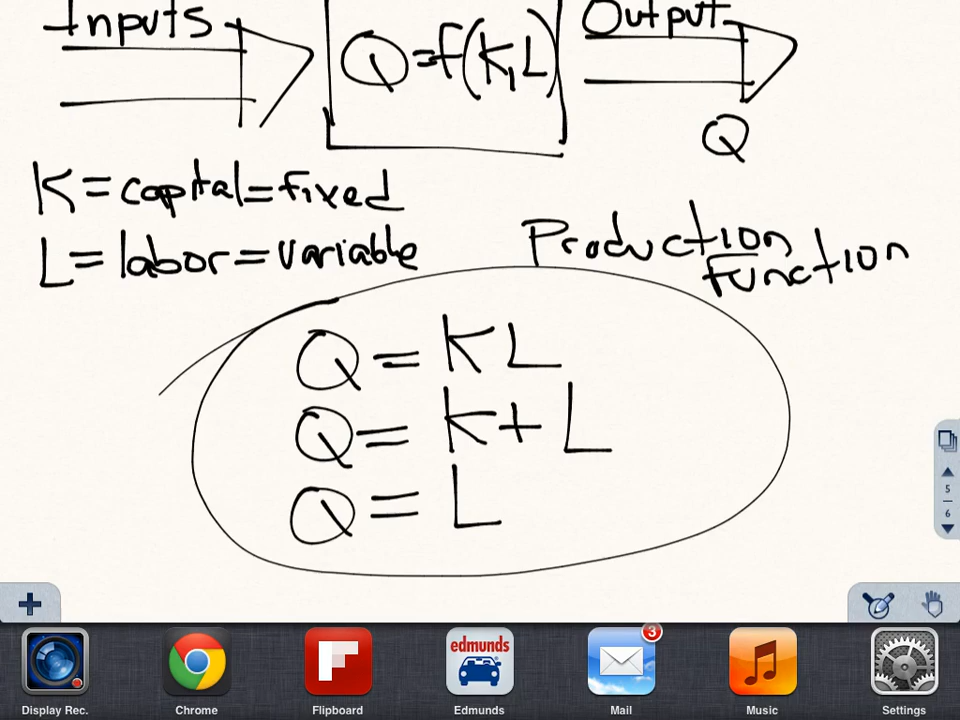 Inputs
Q=f(K,L)
Output
Q
K=capital=fixed
L=labor=variable
Production
function
Q=KL
Q=K+L
Q=L
5
6
edmunds
3
Display Rec.
Chrome
Flipboard
Edmunds
Mail
Music
Settings